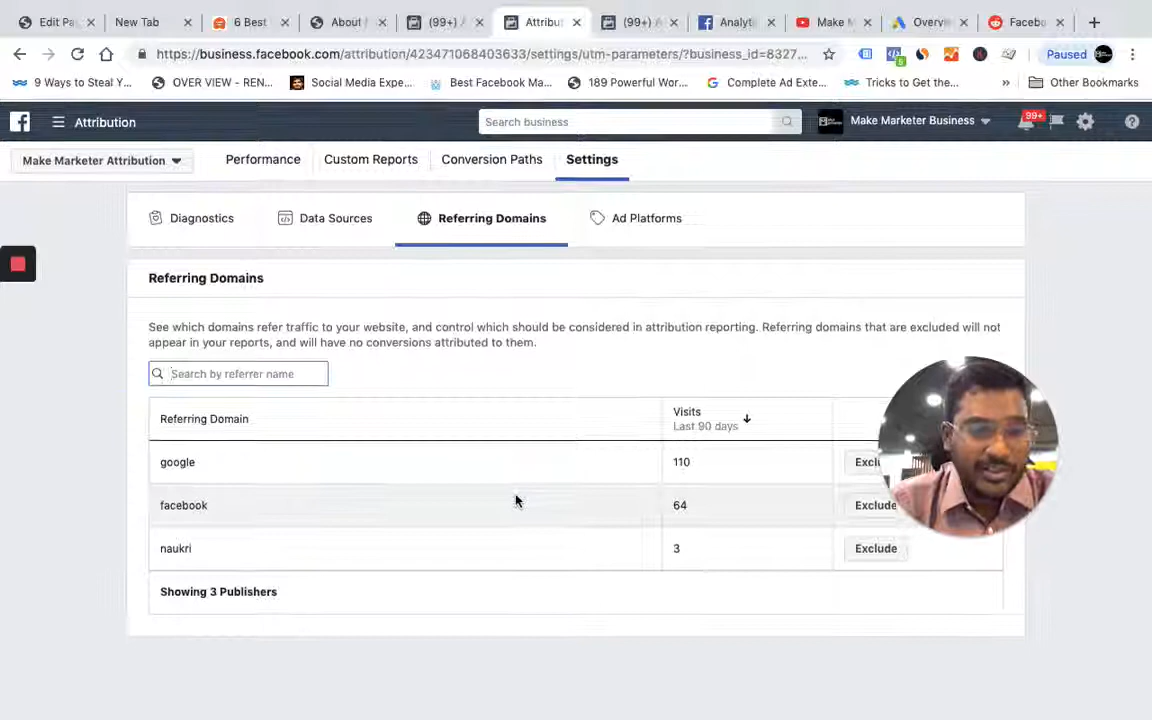 Edit Pa
New Tab
6 Best
About
(99+)
Attribut
(99+)
Analyti
Make M
Overvie
Facebo
https://business.facebook.com/attribution/423471068403633/settings/utm-parameters/?business_id=8327...
Paused
9 Ways to Steal Y...
OVER VIEW - REN...
Social Media Expe...
Best Facebook Ma...
189 Powerful Wor...
Complete Ad Exte...
Tricks to Get the...
»
Other Bookmarks
Attribution
Search business
Make Marketer Business
99+
Make Marketer Attribution
Performance
Custom Reports
Conversion Paths
Settings
Diagnostics
Data Sources
Referring Domains
Ad Platforms
Referring Domains
See which domains refer traffic to your website, and control which should be considered in attribution reporting. Referring domains that are excluded will not
appear in your reports, and will have no conversions attributed to them.
Search by referrer name
Referring Domain
Visits
Last 90 days
google
110
Exclu
facebook
64
Exclude
naukri
3
Exclude
Showing 3 Publishers